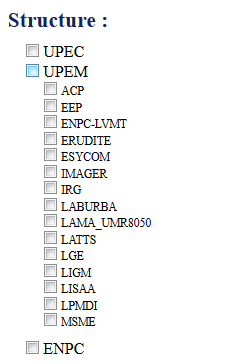 Structure :
UPEC
UPEM
ACP
EEP
ENPC-LVMT
ERUDITE
ESYCOM
IMAGER
IRG
LABURBA
LAMA_UMR8050
LATTS
LGE
LIGM
LISAA
LPMDI
MSME
ENPC